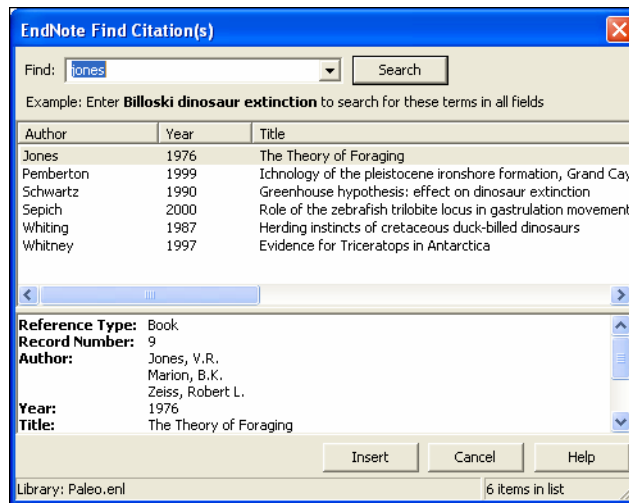 EndNote Find Citation(s)
Find: jones Search
Example: Enter Billoski dinosaur extinction to search for these terms in all fields
Author Year Title
Jones 1976 The Theory of Foraging
Pemberton 1999 Ichnology of the pleistocene ironshore formation, Grand Cay
Schwartz 1990 Greenhouse hypothesis: effect on dinosaur extinction
Sepich 2000 Role of the zebrafish trilobite locus in gastrulation movement
Whiting 1987 Herding instincts of cretaceous duck-billed dinosaurs
Whitney 1997 Evidence for Triceratops in Antarctica
Reference Type: Book
Record Number: 9
Author: Jones, V.R.
Marion, B.K.
Zeiss, Robert L.
Year: 1976
Title: The Theory of Foraging
Insert Cancel Help
Library: Paleo.enl 6 items in list